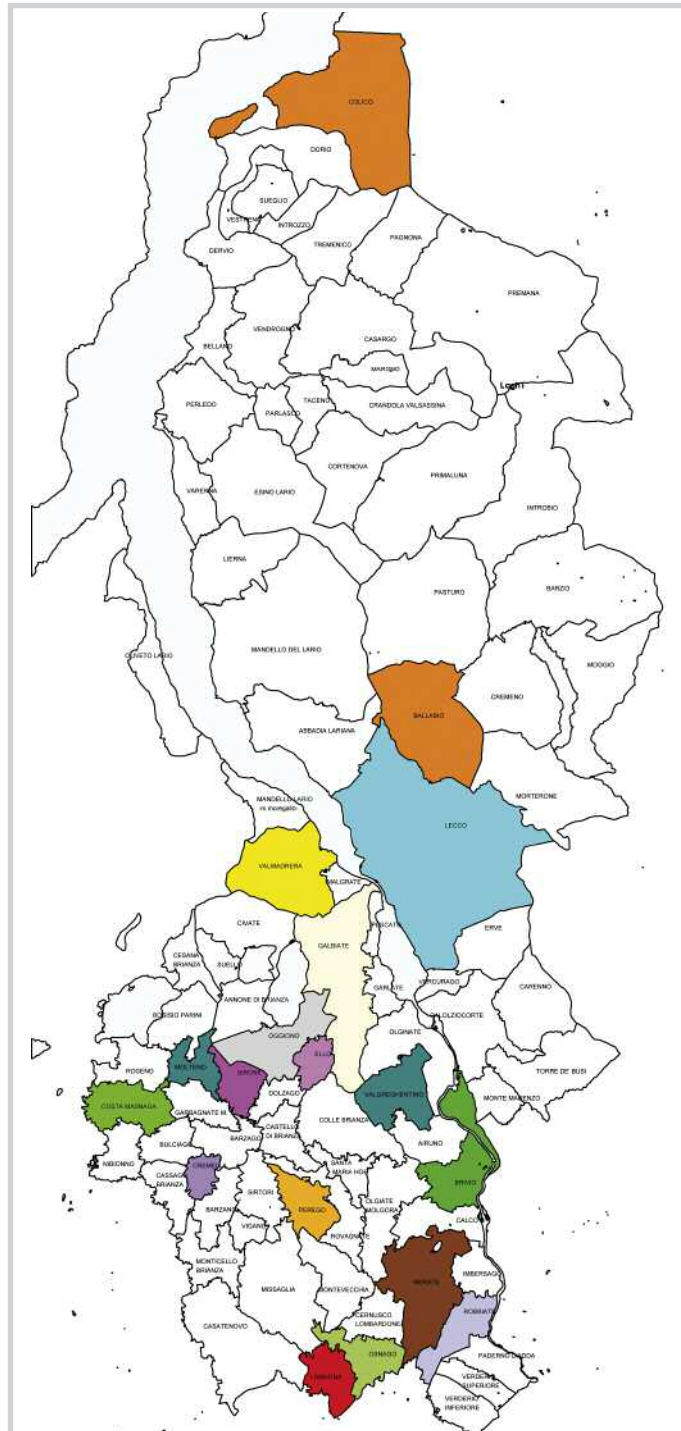 COLICO
DORIO
SUEGLIO
INTROZZO
TREMENICO
PAGNONA
DERVIO
PREMANA
VENDROGNO
CASARGO
BELLANO
PERLEDO
PARLASCO
TACENO
CRANDOLA VALSASSINA
CORTENOVA
PRIMALUNA
VARENNA
ESINO LARIO
INTROBIO
LIERNA
PASTURO
BARZIO
OLIVETO LARIO
MANDELLO DEL LARIO
MOGGIO
CREMENO
BALLABIO
ABBADIA LARIANA
MANDELLO LARIO
MORTERONE
LECCO
VALMADRERA
MALGRATE
CIVATE
PESCATE
ERVE
GALBIATE
CESANA
BRIANZA
SUELLO
VERCURAGO
CARENNO
GARLATE
ANNONE DI BRIANZA
BOSISIO PARINI
CALOLZIOCORTE
OGGIONO
OLGINATE
ELLO
ROGENO
MOLTENO
SIRONE
TORRE DE BUSI
DOLZAGO
VALGREGHENTINO
MONTE MARENZO
COSTA MASNAGA
GARBAGNATE M.
COLLE BRIANZA
CASTELLO
DI BRIANZA
BULCIAGO
BARZAGO
AIRUNO
NIBIONNO
SANTA
MARIA HOE
CASSAGO
BRIANZA
SIRTORI
BRIVIO
OLGIATE
MOLGORA
BARZANO
PEREGO
CALCO
VIGANO
ROVAGNATE
MONTICELLO
BRIANZA
IMBERSAGO
MISSAGLIA
MONTEVECCHIA
MERATE
ROBBIATE
CERNUSCO
LOMBARDONE
CASATENOVO
OSNAGO
PADERNO D'ADDA
LOMAGNA
VERDERIO
SUPERIORE
VERDERIO
INFERIORE